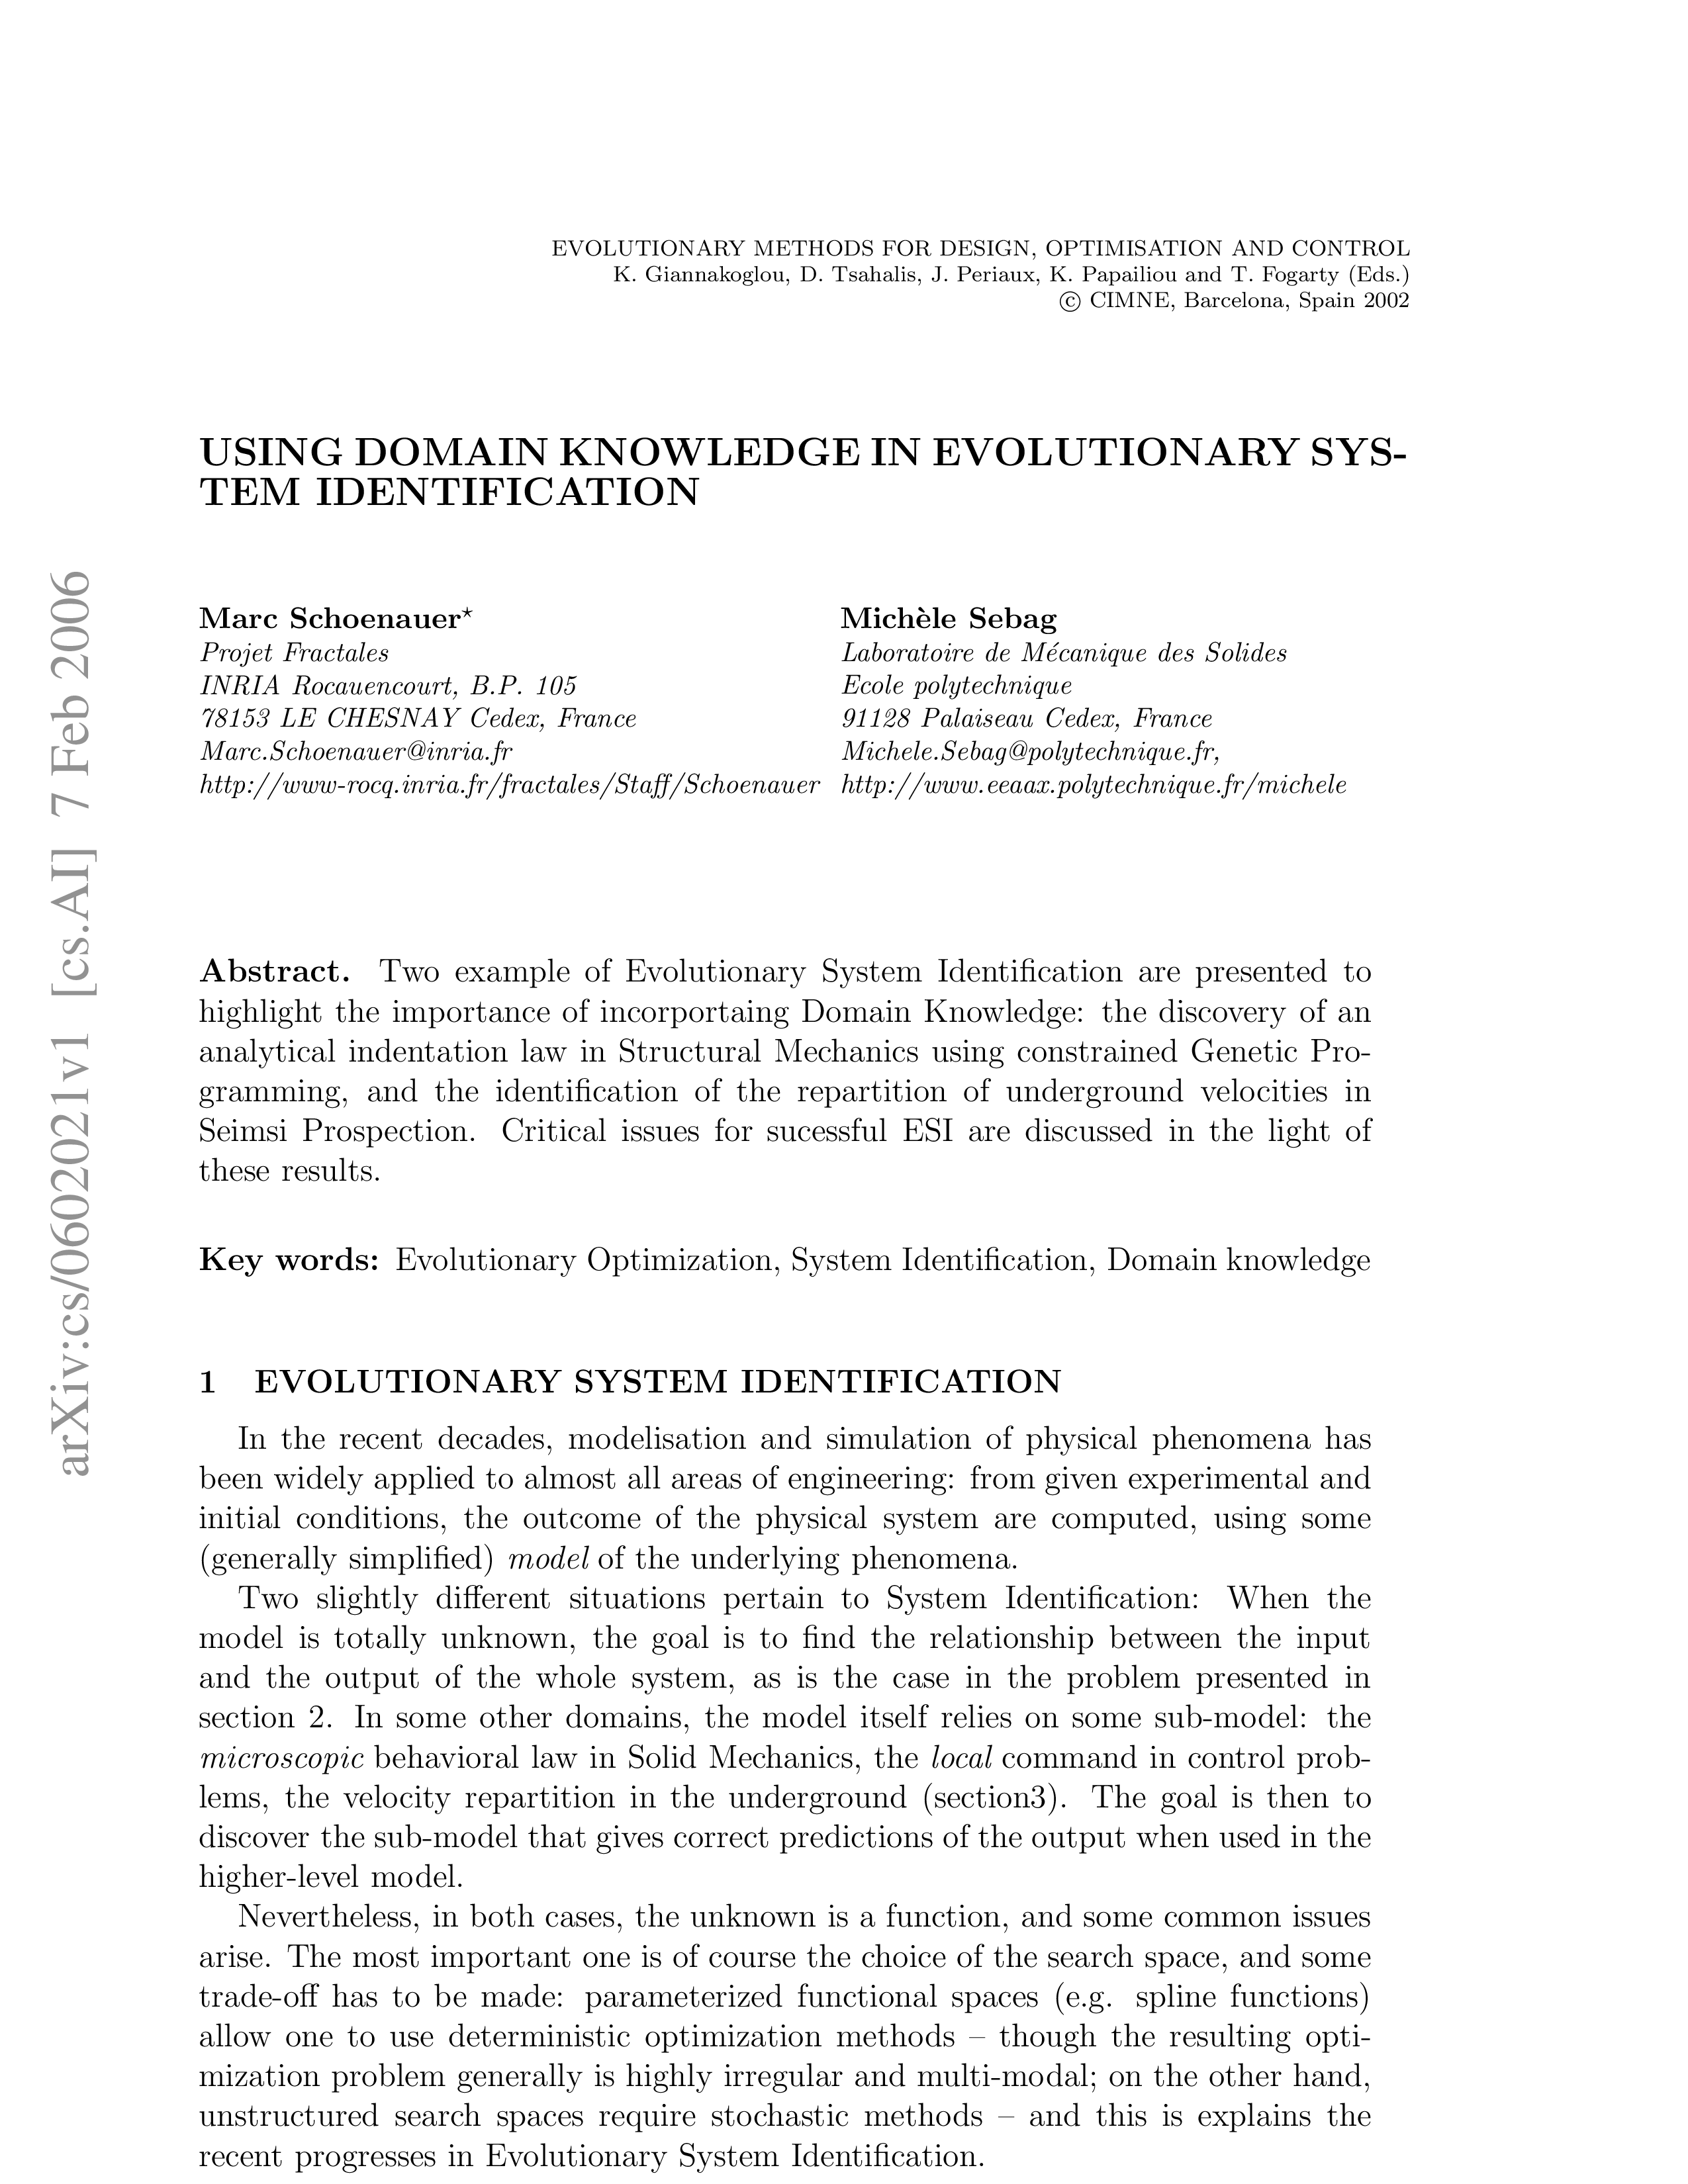 EVOLUTIONARY METHODS FOR DESIGN, OPTIMISATION AND CONTROL
K. Giannakoglou, D. Tsahalis, J. Periaux, K. Papailiou and T. Fogarty (Eds.)
© CIMNE, Barcelona, Spain 2002
USING DOMAIN KNOWLEDGE IN EVOLUTIONARY SYS-
TEM IDENTIFICATION
Marc Schoenauer⋆
Projet Fractales
INRIA Rocauencourt, B.P. 105
78153 LE CHESNAY Cedex, France
Marc.Schoenauer@inria.fr
http://www-rocq.inria.fr/fractales/Staff/Schoenauer
Michèle Sebag
Laboratoire de Mécanique des Solides
Ecole polytechnique
91128 Palaiseau Cedex, France
Michele.Sebag@polytechnique.fr,
http://www.eeaax.polytechnique.fr/michele
arXiv:cs/0602021v1 [cs.AI] 7 Feb 2006
Abstract. Two example of Evolutionary System Identification are presented to
highlight the importance of incorportaing Domain Knowledge: the discovery of an
analytical indentation law in Structural Mechanics using constrained Genetic Pro-
gramming, and the identification of the repartition of underground velocities in
Seimsi Prospection. Critical issues for sucessful ESI are discussed in the light of
these results.
Key words: Evolutionary Optimization, System Identification, Domain knowledge
1 EVOLUTIONARY SYSTEM IDENTIFICATION
In the recent decades, modelisation and simulation of physical phenomena has
been widely applied to almost all areas of engineering: from given experimental and
initial conditions, the outcome of the physical system are computed, using some
(generally simplified) model of the underlying phenomena.
Two slightly different situations pertain to System Identification: When the
model is totally unknown, the goal is to find the relationship between the input
and the output of the whole system, as is the case in the problem presented in
section 2. In some other domains, the model itself relies on some sub-model: the
microscopic behavioral law in Solid Mechanics, the local command in control prob-
lems, the velocity repartition in the underground (section3). The goal is then to
discover the sub-model that gives correct predictions of the output when used in the
higher-level model.
Nevertheless, in both cases, the unknown is a function, and some common issues
arise. The most important one is of course the choice of the search space, and some
trade-off has to be made: parameterized functional spaces (e.g. spline functions)
allow one to use deterministic optimization methods – though the resulting opti-
mization problem generally is highly irregular and multi-modal; on the other hand,
unstructured search spaces require stochastic methods – and this is explains the
recent progresses in Evolutionary System Identification.